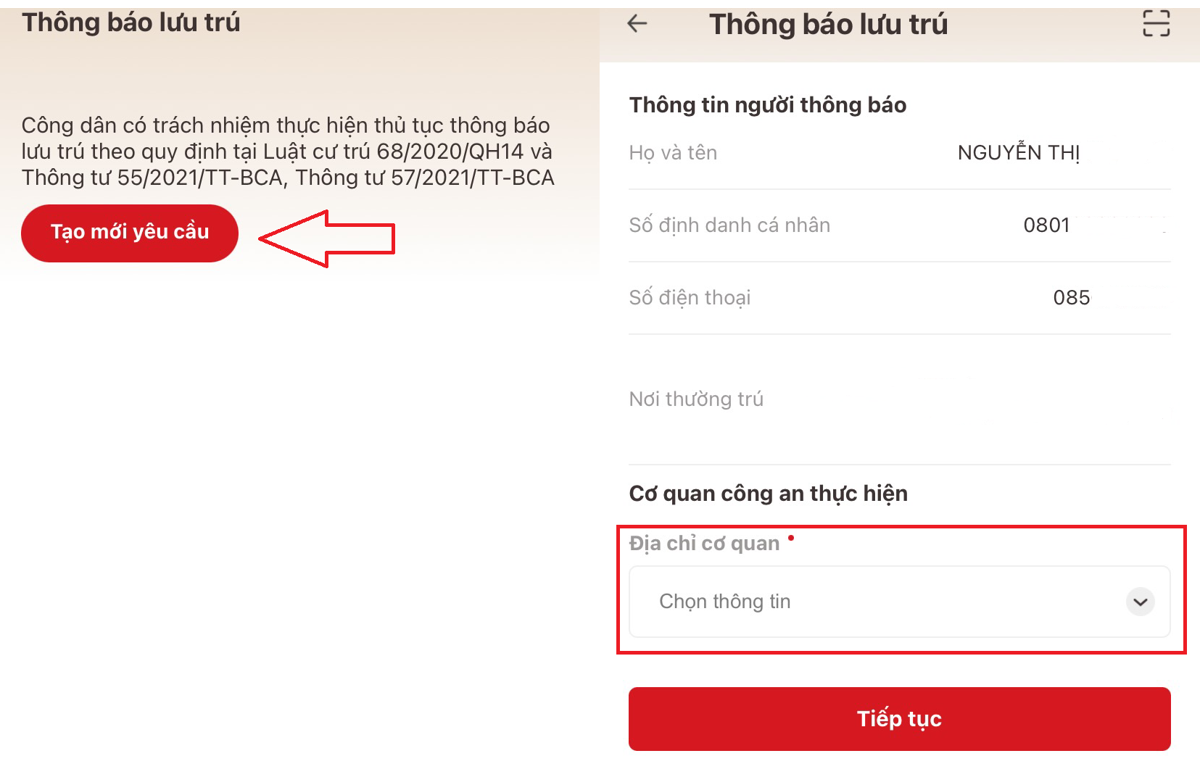 Thông báo lưu trú
Công dân có trách nhiệm thực hiện thủ tục thông báo
lưu trú theo quy định tại Luật cư trú 68/2020/QH14 và
Thông tư 55/2021/TT-BCA, Thông tư 57/2021/TT-BCA
Tạo mới yêu cầu
Thông báo lưu trú
Thông tin người thông báo
Họ và tên NGUYỄN THỊ
Số định danh cá nhân 0801
Số điện thoại 085
Nơi thường trú
Cơ quan công an thực hiện
Địa chỉ cơ quan
Chọn thông tin
Tiếp tục